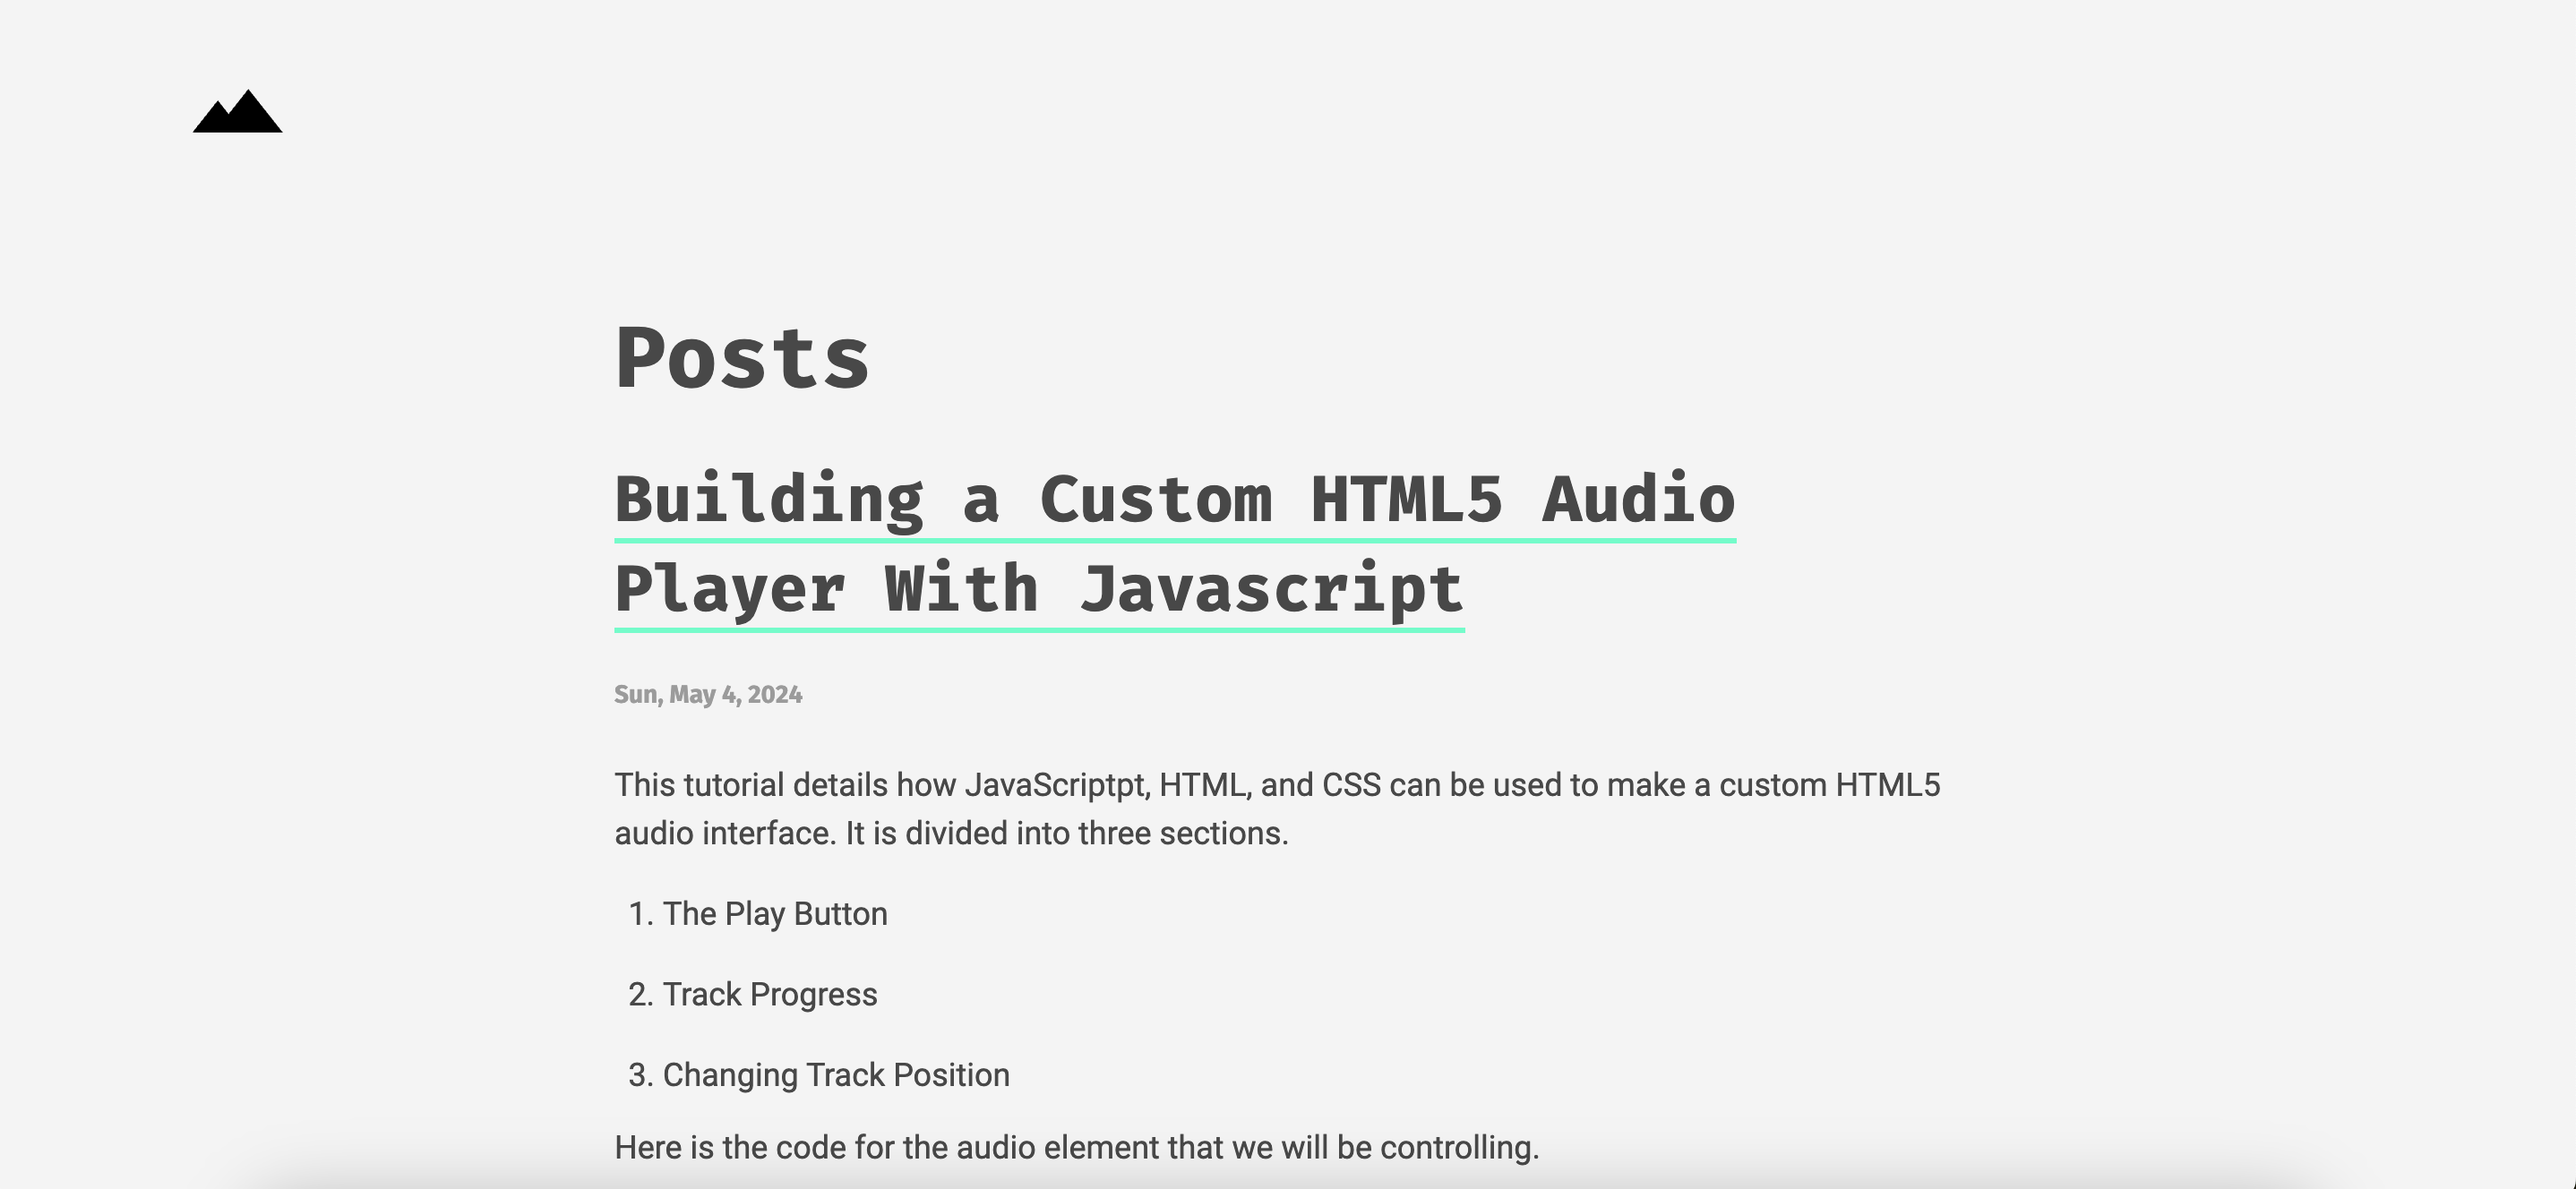 Posts
Building a Custom HTML5 Audio
Player With Javascript
Sun, May 4, 2024
This tutorial details how JavaScriptpt, HTML, and CSS can be used to make a custom HTML5
audio interface. It is divided into three sections.
1. The Play Button
2. Track Progress
3. Changing Track Position
Here is the code for the audio element that we will be controlling.